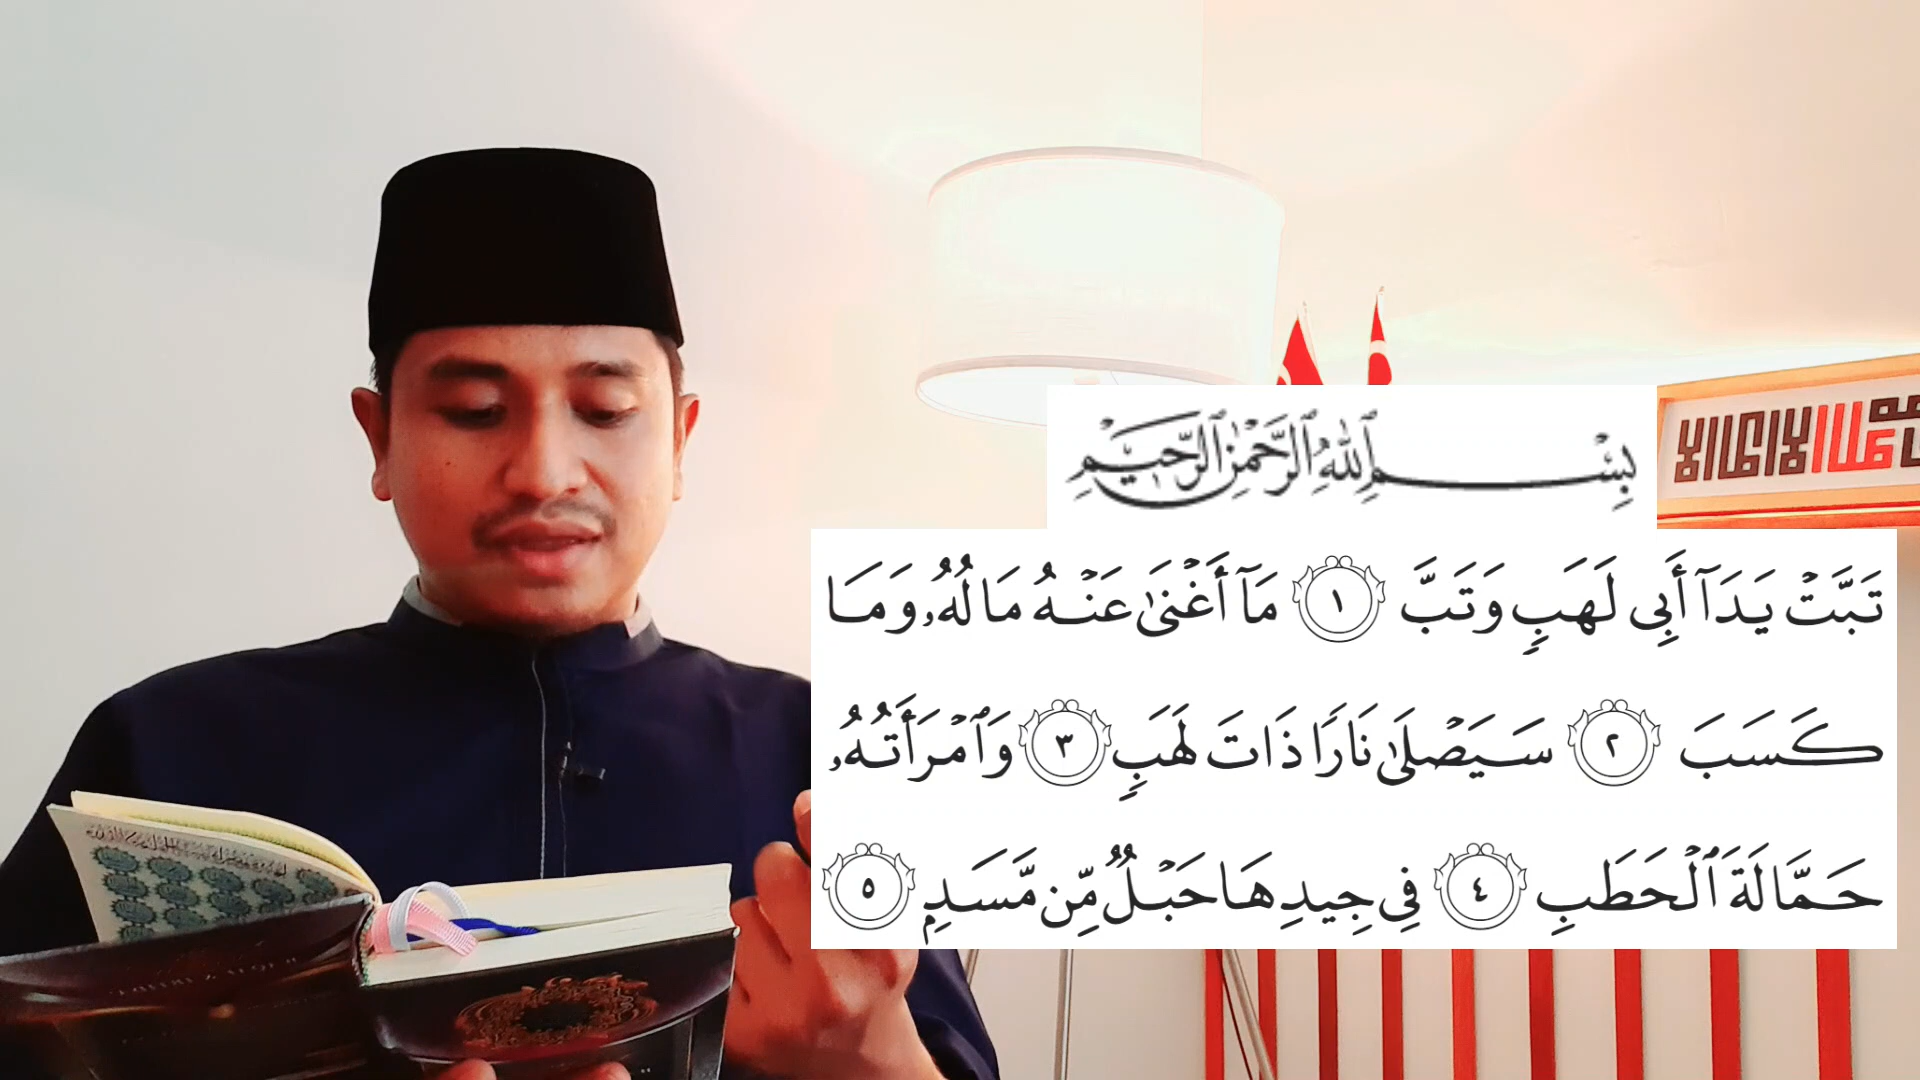 بِسْمِ ٱللَّهِ ٱلرَّحْمَٰنِ ٱلرَّحِيمِ
تَبَّتْ يَدَآ أَبِى لَهَبٍ وَتَبَّ ١ مَآ أَغْنَىٰ عَنْهُ مَالُهُۥ وَمَا
كَسَبَ ٢ سَيَصْلَىٰ نَارًا ذَاتَ لَهَبٍ ٣ وَٱمْرَأَتُهُۥ
حَمَّالَةَ ٱلْحَطَبِ ٤ فِى جِيدِهَا حَبْلٌ مِّن مَّسَدٍ ٥